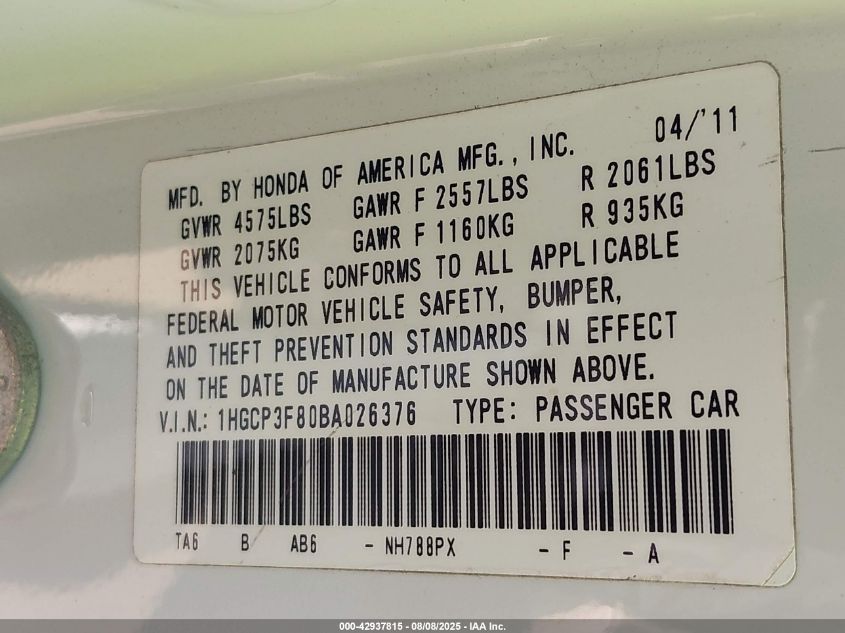 04/'11
MFD. BY HONDA OF AMERICA MFG., INC.
GVWR 4575LBS GAWR F 2557LBS R 2061LBS
GVWR 2075KG GAWR F 1160KG R 935KG
THIS VEHICLE CONFORMS TO ALL APPLICABLE
FEDERAL MOTOR VEHICLE SAFETY, BUMPER,
AND THEFT PREVENTION STANDARDS IN EFFECT
ON THE DATE OF MANUFACTURE SHOWN ABOVE.
V.I.N.: 1HGCP3F80BA026376 TYPE: PASSENGER CAR
TA6 B AB6 - NH788PX - F - A
000-42937815 - 08/08/2025 - IAA Inc.